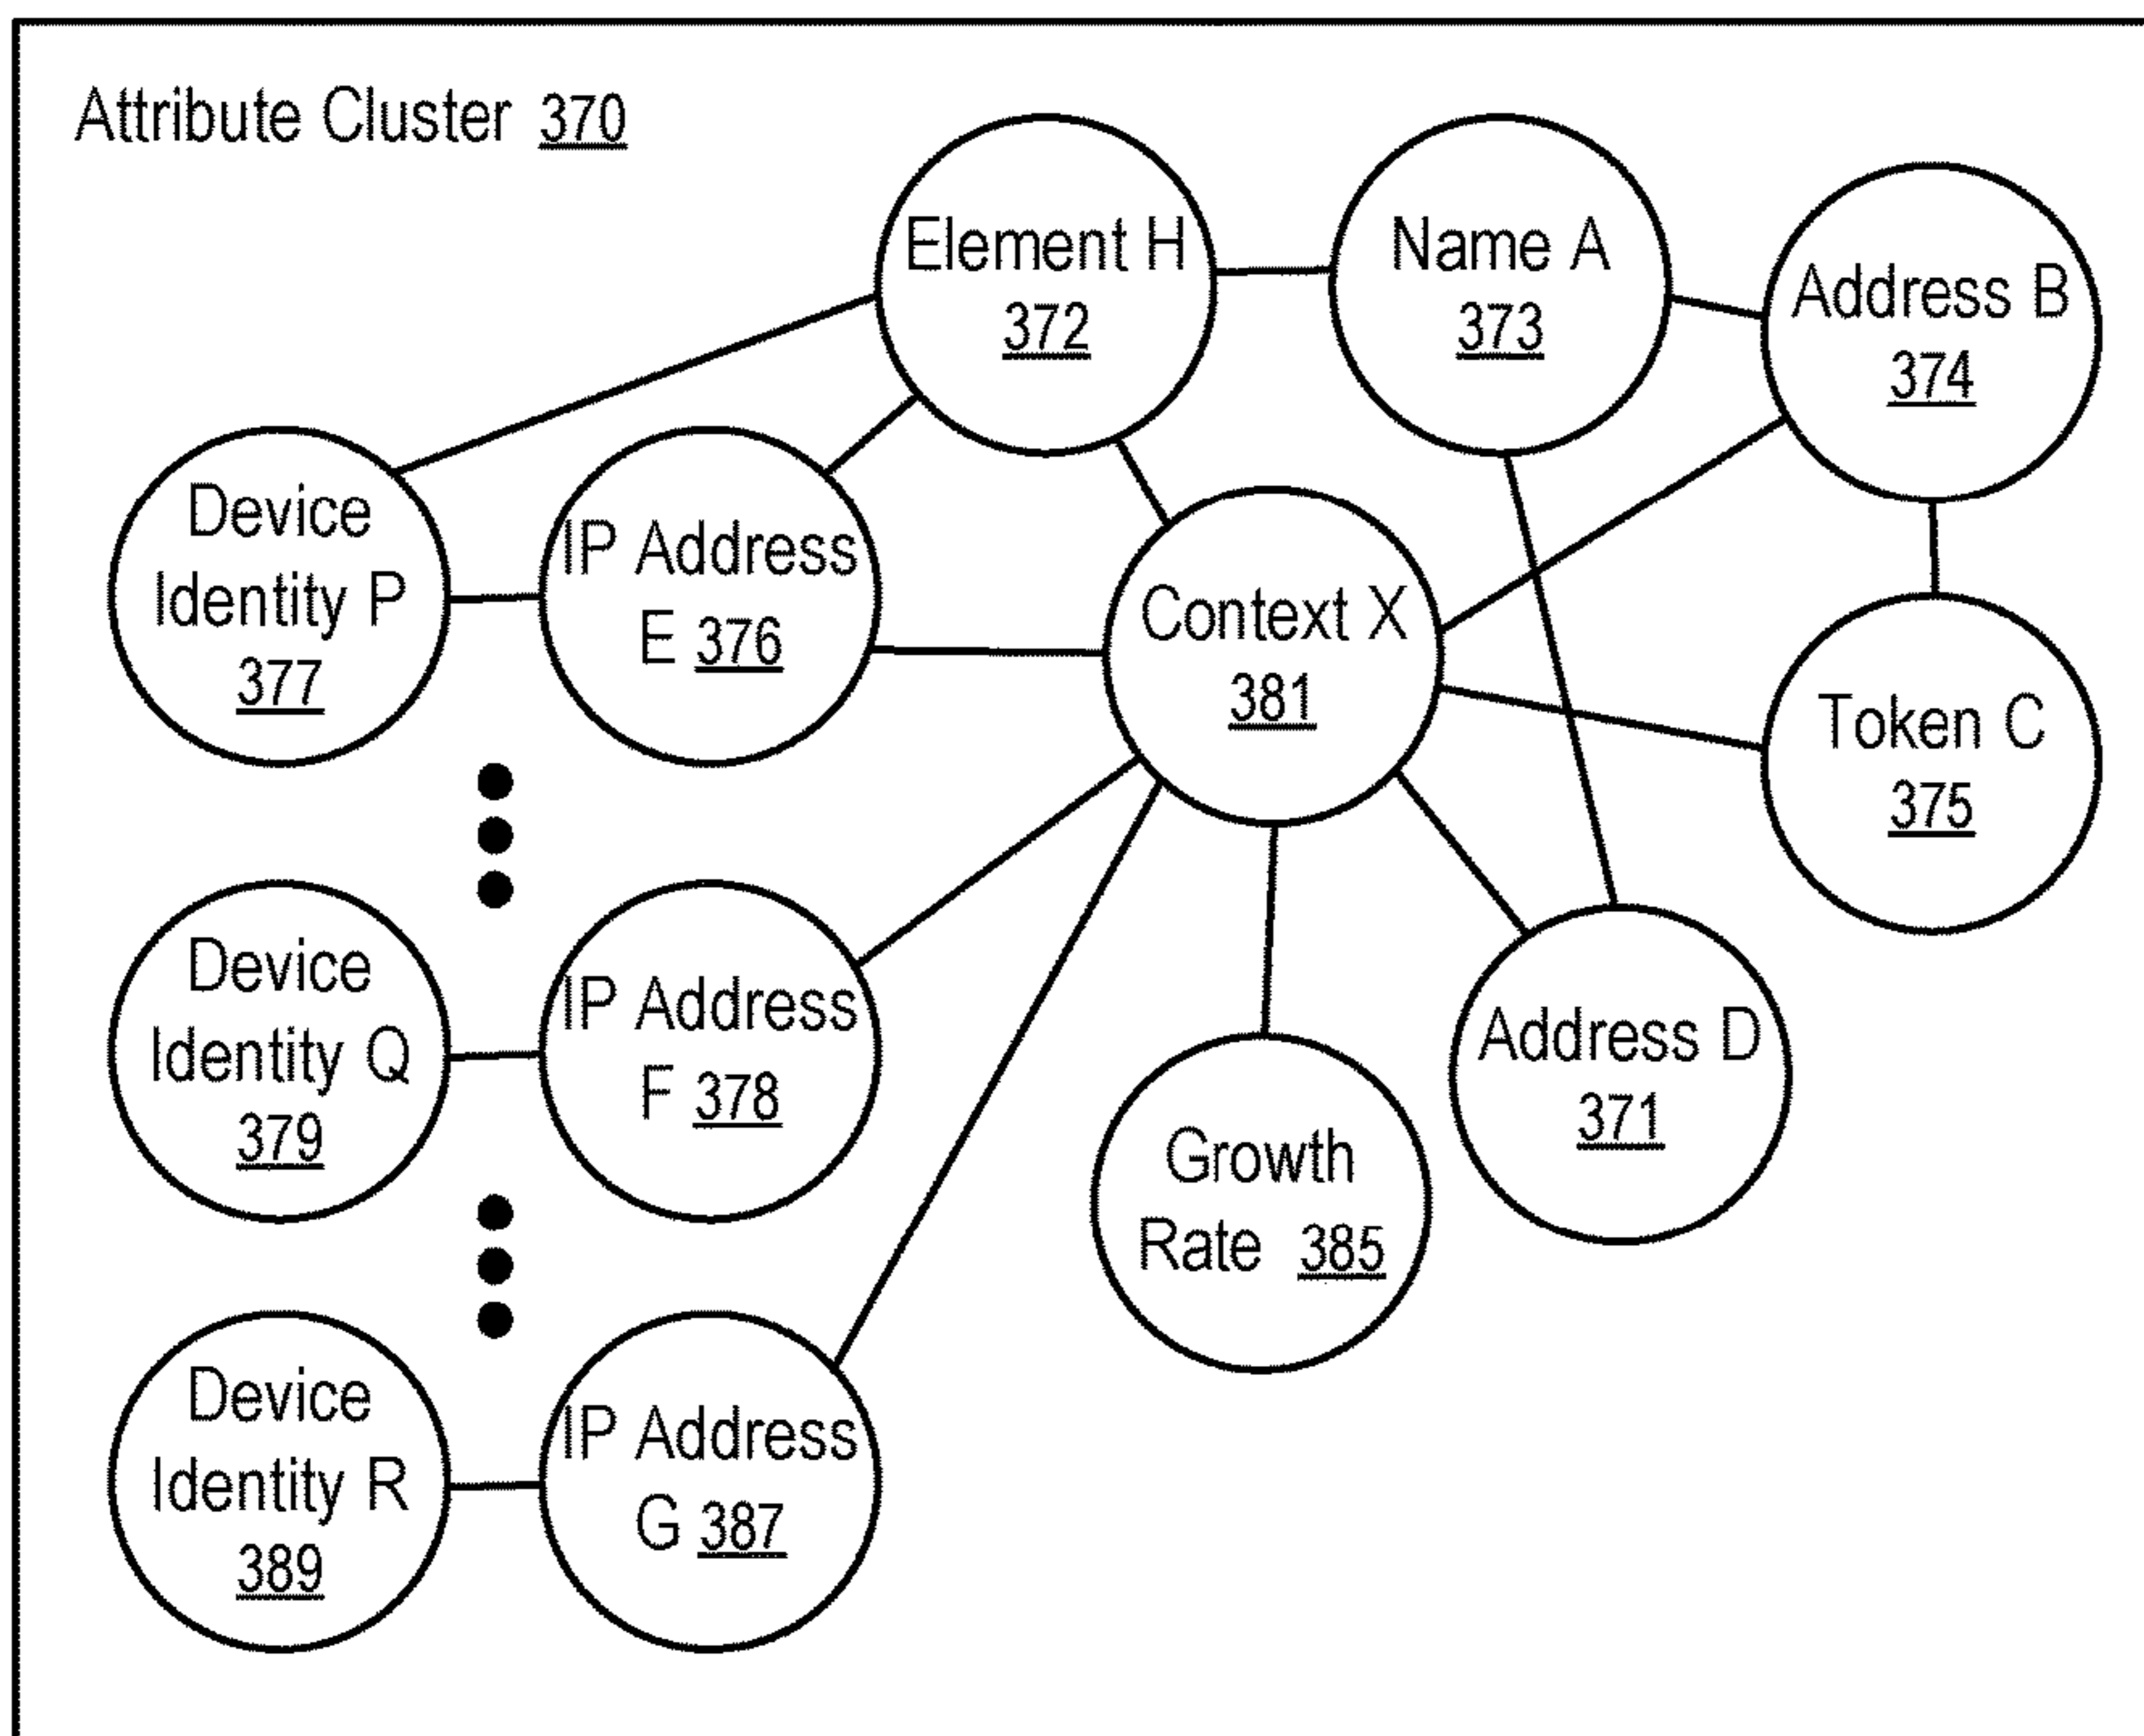 Attribute Cluster 370
Element H
372
Name A
373
Address B
374
Device
Identity P
377
IP Address
E 376
Context X
381
Token C
375
Device
Identity Q
379
IP Address
F 378
Address D
371
Growth
Rate 385
Device
Identity R
389
IP Address
G 387